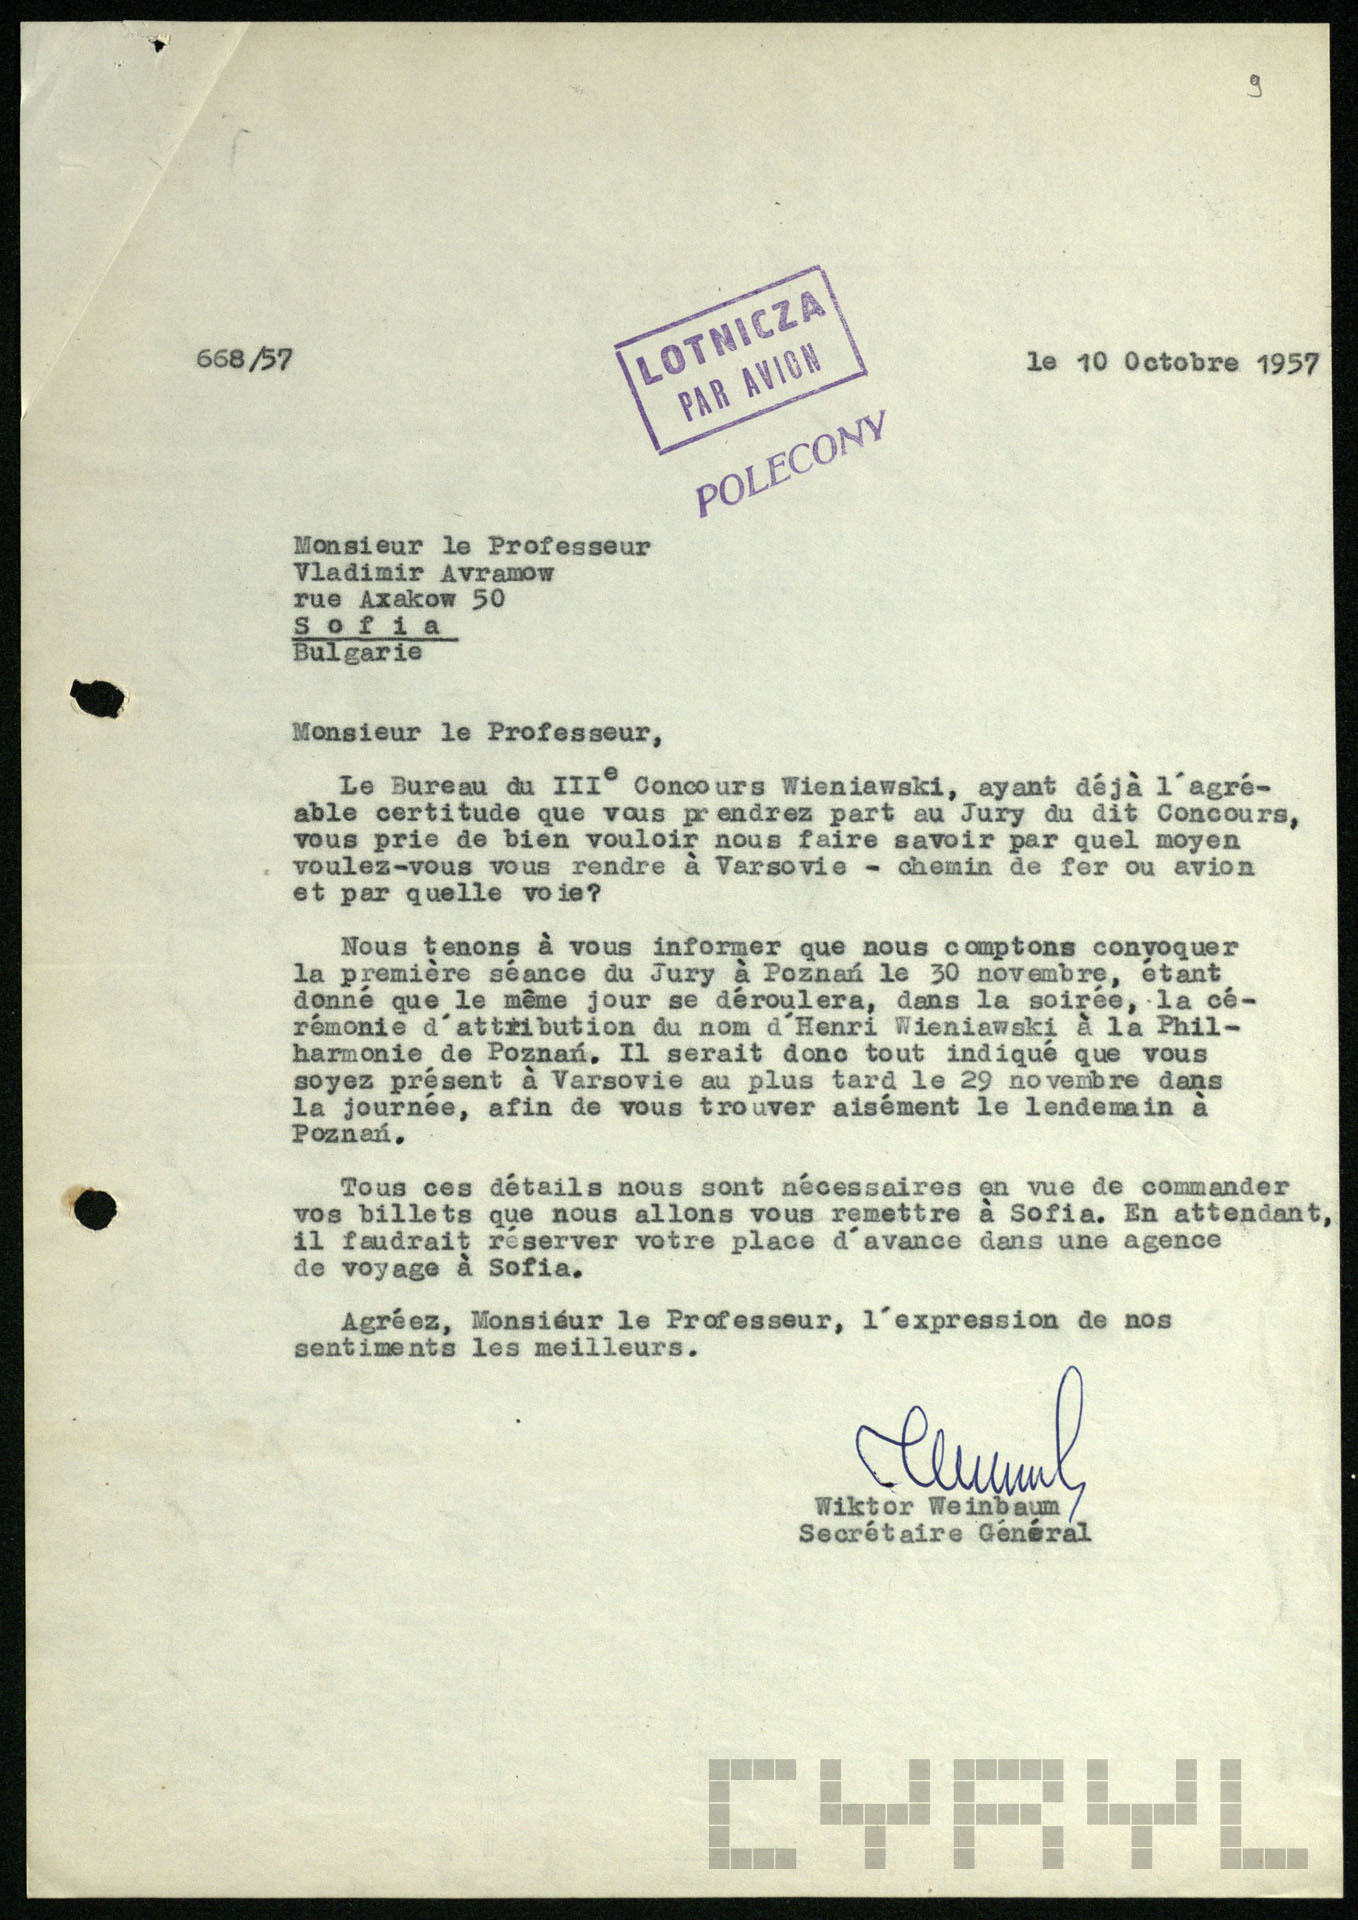 9
LOTNICZA
PAR AVION
POLECONY
668/57
le 10 Octobre 1957
Monsieur le Professeur
Vladimir Avramow
rue Axakow 50
S o f i a
Bulgarie
Monsieur le Professeur,
Le Bureau du IIIe Concours Wieniawski, ayant déjà l´agré-
able certitude que vous prendrez part au Jury du dit Concours,
vous prie de bien vouloir nous faire savoir par quel moyen
voulez-vous vous rendre à Varsovie - chemin de fer ou avion
et par quelle voie?
Nous tenons à vous informer que nous comptons convoquer
la première séance du Jury à Poznań le 30 novembre, étant
donné que le même jour se déroulera, dans la soirée, la cé-
rémonie d´attribution du nom d´Henri Wieniawski à la Phil-
harmonie de Poznań. Il serait donc tout indiqué que vous
soyez présent à Varsovie au plus tard le 29 novembre dans
la journée, afin de vous trouver aisément le lendemain à
Poznań.
Tous ces détails nous sont nécessaires en vue de commander
vos billets que nous allons vous remettre à Sofia. En attendant,
il faudrait réserver votre place d´avance dans une agence
de voyage à Sofia.
Agréez, Monsiéur le Professeur, l´expression de nos
sentiments les meilleurs.
Wiktor Weinbaum
Secrétaire Général
CYRYL